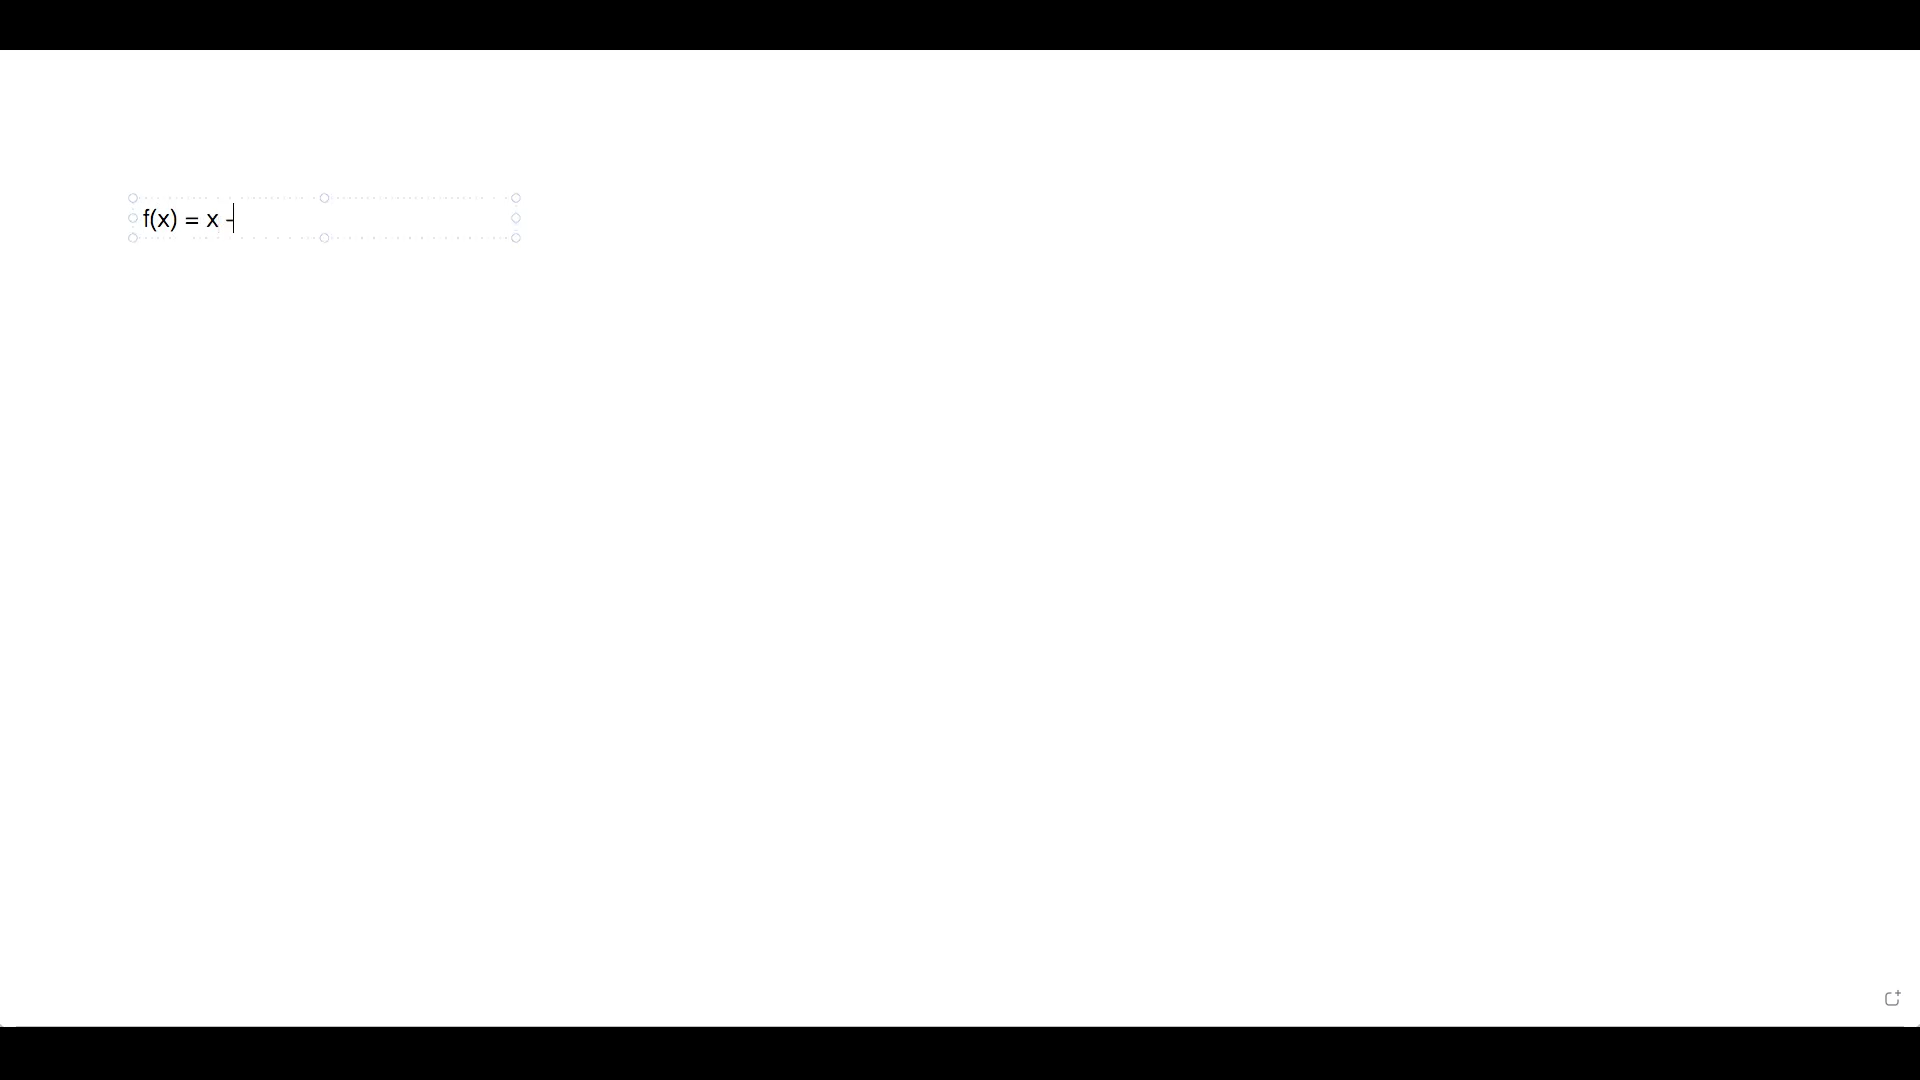 f(x) = x -